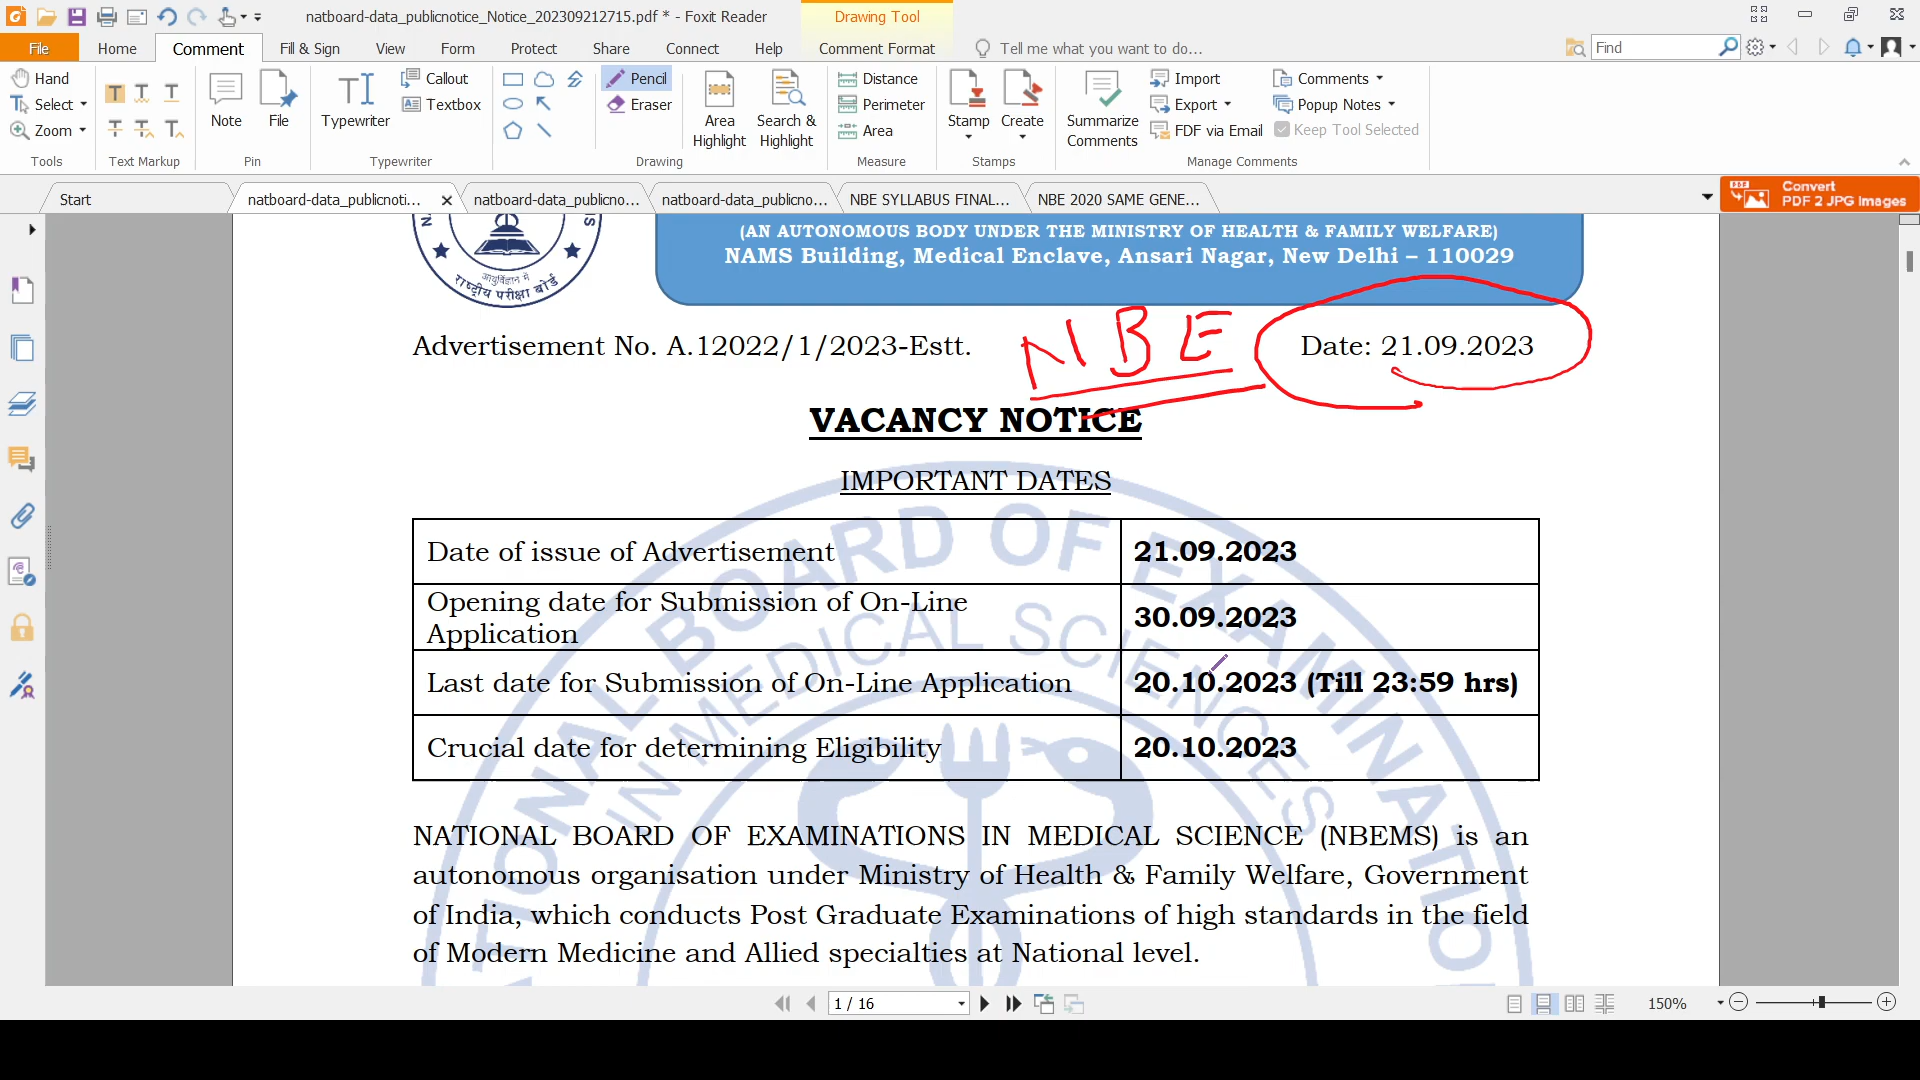 natboard-data_publicnotice_Notice_202309212715.pdf * - Foxit Reader
Drawing Tool
File Home Comment Fill & Sign View Form Protect Share Connect Help Comment Format Tell me what you want to do... Find
Hand
Select
Zoom
Tools
Text Markup
Note
File
Pin
Typewriter
Callout
Textbox
Typewriter
Pencil
Eraser
Area Highlight
Search & Highlight
Drawing
Distance
Perimeter
Area
Measure
Stamp
Create
Stamps
Summarize Comments
Import
Export
FDF via Email
Comments
Popup Notes
Keep Tool Selected
Manage Comments
Start natboard-data_publicnoti... natboard-data_publicno... natboard-data_publicno... NBE SYLLABUS FINAL... NBE 2020 SAME GENE...
PDF Convert
PDF 2 JPG Images
(AN AUTONOMOUS BODY UNDER THE MINISTRY OF HEALTH & FAMILY WELFARE)
NAMS Building, Medical Enclave, Ansari Nagar, New Delhi – 110029
आयुर्विज्ञान में
राष्ट्रीय परीक्षा बोर्ड
Advertisement No. A.12022/1/2023-Estt. NBE Date: 21.09.2023
VACANCY NOTICE
IMPORTANT DATES
Date of issue of Advertisement 21.09.2023
Opening date for Submission of On-Line
Application 30.09.2023
Last date for Submission of On-Line Application 20.10.2023 (Till 23:59 hrs)
Crucial date for determining Eligibility 20.10.2023
NATIONAL BOARD OF EXAMINATIONS IN MEDICAL SCIENCE (NBEMS) is an
autonomous organisation under Ministry of Health & Family Welfare, Government
of India, which conducts Post Graduate Examinations of high standards in the field
of Modern Medicine and Allied specialties at National level.
NATIONAL BOARD OF EXAMINATION
IN MEDICAL SCIENCES
1 / 16
150%